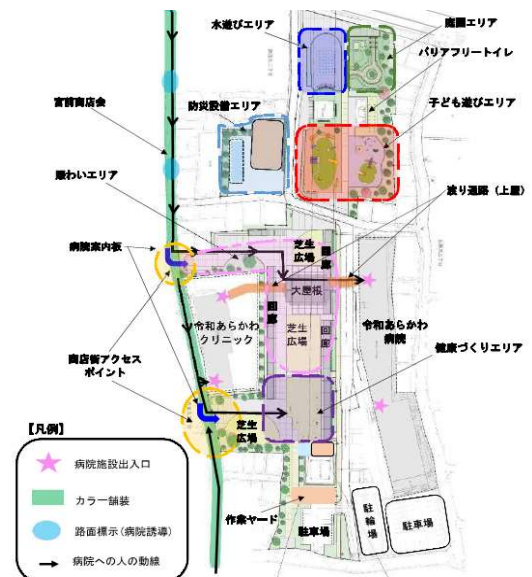 水遊びエリア
庭園エリア
バリアフリートイレ
宮前商店会
防災設備エリア
子ども遊びエリア
賑わいエリア
渡り通路(上屋)
病院案内板
芝生
広場
回廊
大屋根
令和あらかわ
クリニック
回廊
芝生
広場
回廊
令和あらかわ
病院
健康づくりエリア
商店街アクセス
ポイント
芝生
広場
【凡例】
病院施設出入口
カラー舗装
路面標示(病院誘導)
病院への人の動線
作業ヤード
駐車場
駐輪場
駐車場